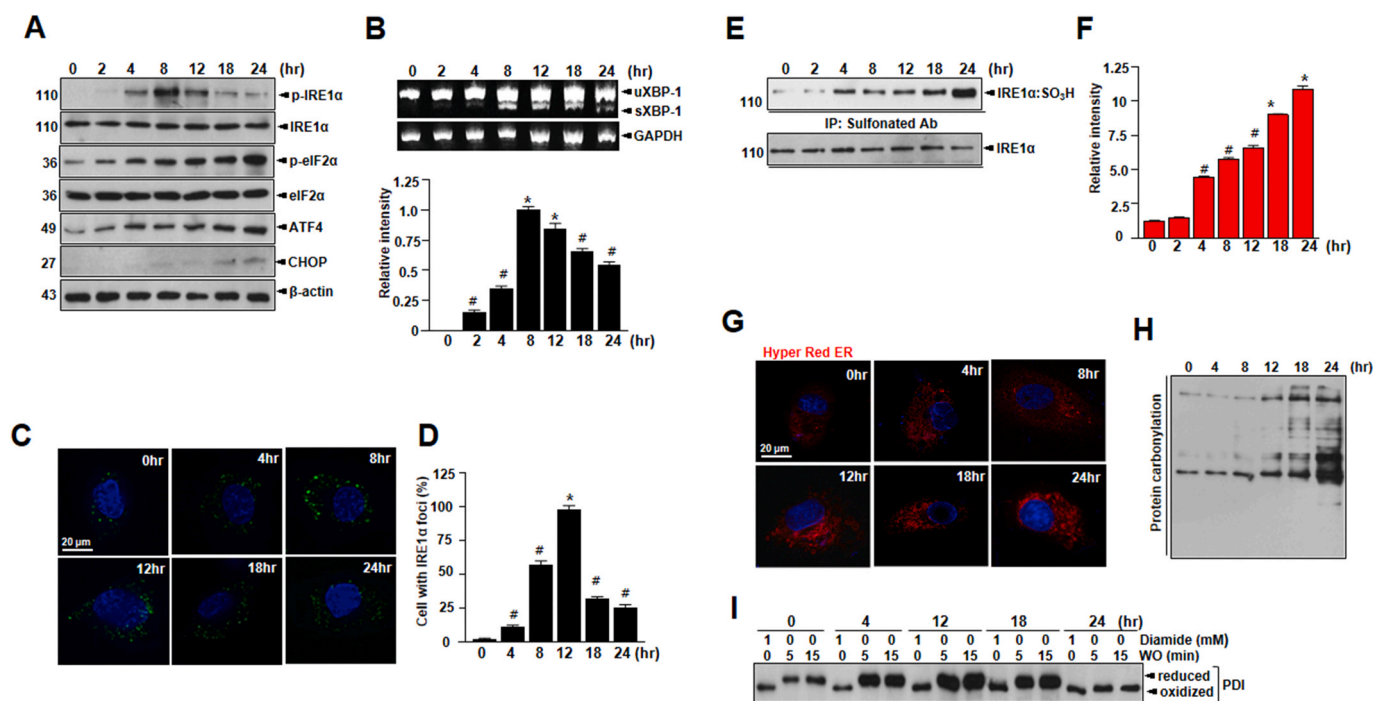 A
0 2 4 8 12 18 24 (hr)
110 p-IRE1α
110 IRE1α
36 p-eIF2α
36 eIF2α
49 ATF4
27 CHOP
43 β-actin
B
0 2 4 8 12 18 24 (hr)
uXBP-1
sXBP-1
GAPDH
Relative intensity
1.25
1.0
0.75
0.5
0.25
0
# # * * # #
0 2 4 8 12 18 24 (hr)
C
0hr 4hr 8hr
20 µm
12hr 18hr 24hr
D
Cell with IRE1α foci (%)
125
100
75
50
25
0
# # * # #
0 4 8 12 18 24 (hr)
E
0 2 4 8 12 18 24 (hr)
110 IRE1α:SO₃H
IP: Sulfonated Ab
110 IRE1α
F
Relative intensity
12.5
10
7.5
5.0
2.5
0
# # # * *
0 2 4 8 12 18 24 (hr)
G
Hyper Red ER
0hr 4hr 8hr
20 µm
12hr 18hr 24hr
H
0 4 8 12 18 24 (hr)
Protein carbonylation
I
0 4 12 18 24 (hr)
1 0 0 1 0 0 1 0 0 1 0 0 1 0 0 Diamide (mM)
0 5 15 0 5 15 0 5 15 0 5 15 0 5 15 WO (min)
reduced
oxidized
PDI